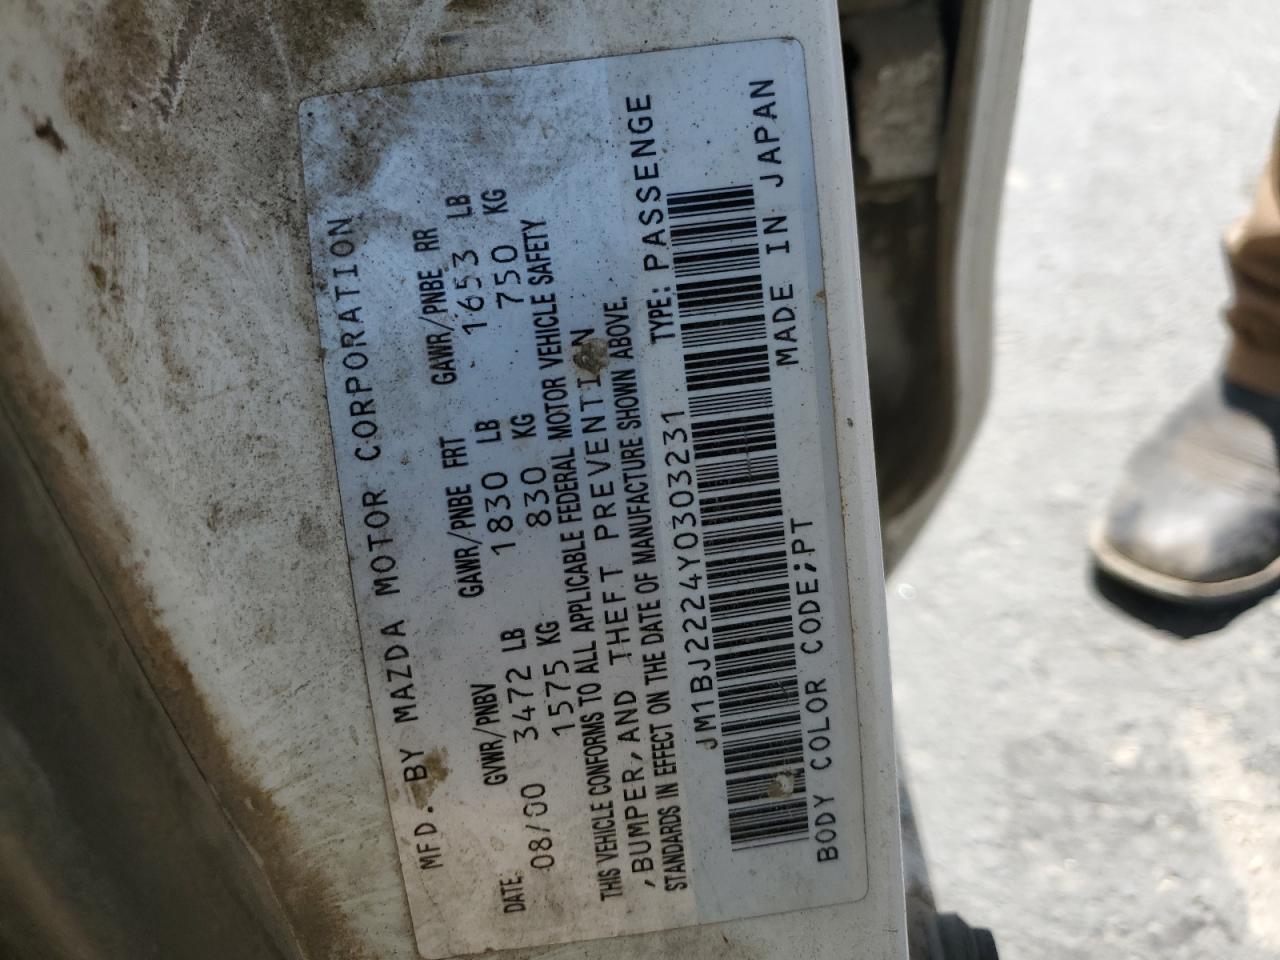 MFD. BY MAZDA MOTOR CORPORATION
DATE GVWR/PNBV GAWR/PNBE FRT GAWR/PNBE RR
08/00 3472 LB 1830 LB 1653 LB
1575 KG 830 KG 750 KG
THIS VEHICLE CONFORMS TO ALL APPLICABLE FEDERAL MOTOR VEHICLE SAFETY
,BUMPER,AND THEFT PREVENTION
STANDARDS IN EFFECT ON THE DATE OF MANUFACTURE SHOWN ABOVE.
JM1BJ2224Y0303231 TYPE: PASSENGE
MADE IN JAPAN
BODY COLOR CODE;PT